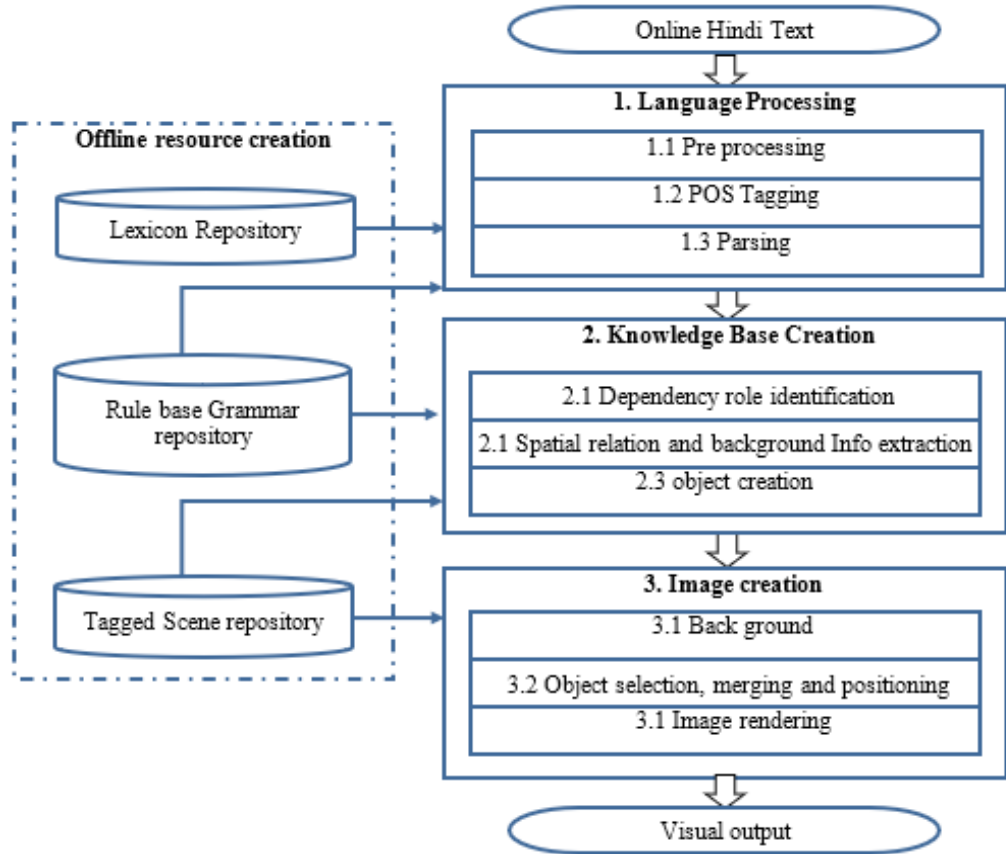 Online Hindi Text
1. Language Processing
1.1 Pre processing
1.2 POS Tagging
1.3 Parsing
Offline resource creation
Lexicon Repository
Rule base Grammar
repository
Tagged Scene repository
2. Knowledge Base Creation
2.1 Dependency role identification
2.1 Spatial relation and background Info extraction
2.3 object creation
3. Image creation
3.1 Back ground
3.2 Object selection, merging and positioning
3.1 Image rendering
Visual output